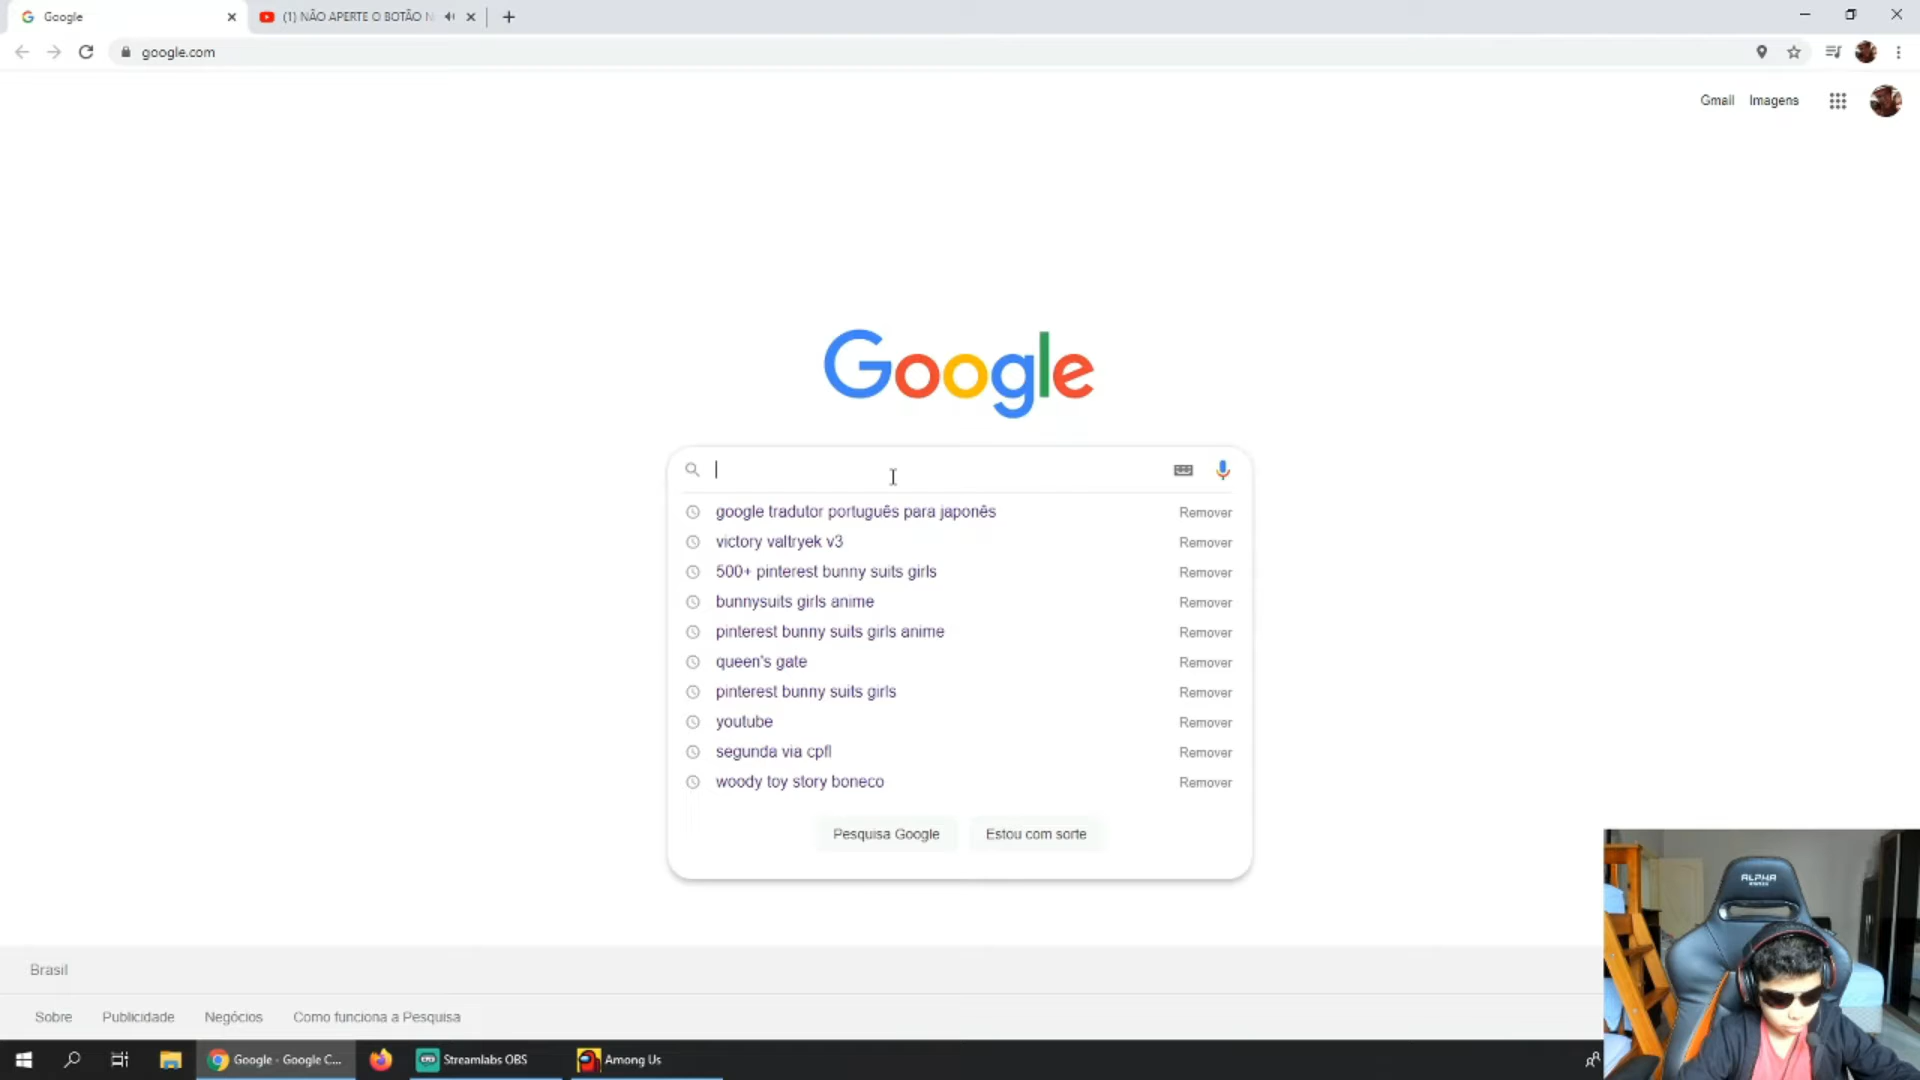 Google
(1) NÃO APERTE O BOTÃO N
google.com
Gmail Imagens
Google
google tradutor português para japonês Remover
victory valtryek v3 Remover
500+ pinterest bunny suits girls Remover
bunnysuits girls anime Remover
pinterest bunny suits girls anime Remover
queen's gate Remover
pinterest bunny suits girls Remover
youtube Remover
segunda via cpfl Remover
woody toy story boneco Remover
Pesquisa Google Estou com sorte
ALPHA
Brasil
Sobre Publicidade Negócios Como funciona a Pesquisa
Google - Google C... Streamlabs OBS Among Us